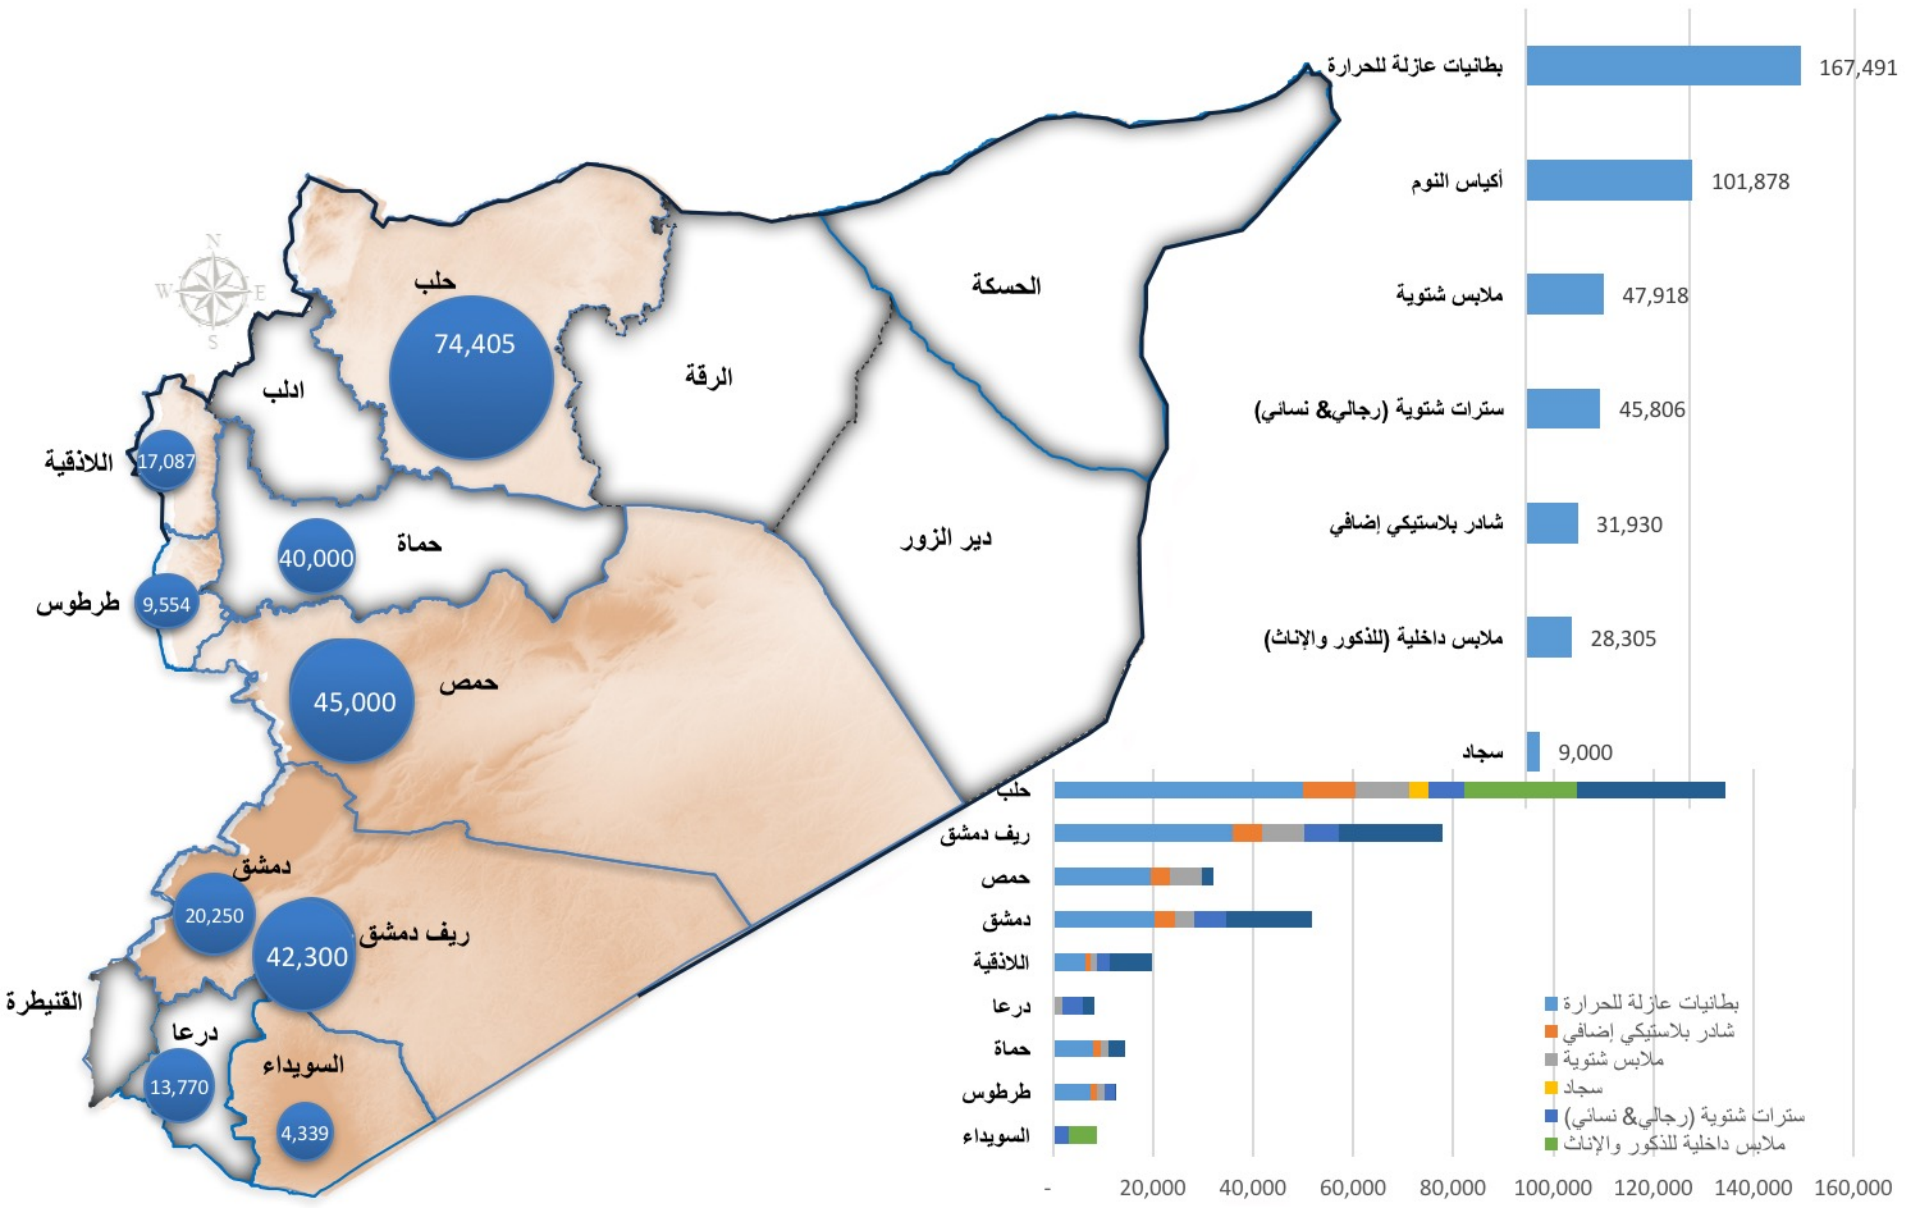 بطانيات عازلة للحرارة
167,491
أكياس النوم
101,878
ملابس شتوية
47,918
سترات شتوية (رجالي& نسائي)
45,806
شادر بلاستيكي إضافي
31,930
ملابس داخلية (للذكور والإناث)
28,305
سجاد
9,000
N
W
E
S
حلب
74,405
الحسكة
الرقة
ادلب
اللاذقية
17,087
حماة
40,000
دير الزور
طرطوس
9,554
حمص
45,000
دمشق
20,250
ريف دمشق
42,300
القنيطرة
درعا
13,770
السويداء
4,339
حلب
ريف دمشق
حمص
دمشق
اللاذقية
درعا
حماة
طرطوس
السويداء
بطانيات عازلة للحرارة
شادر بلاستيكي إضافي
ملابس شتوية
سجاد
سترات شتوية (رجالي& نسائي)
ملابس داخلية للذكور والإناث
- 20,000 40,000 60,000 80,000 100,000 120,000 140,000 160,000